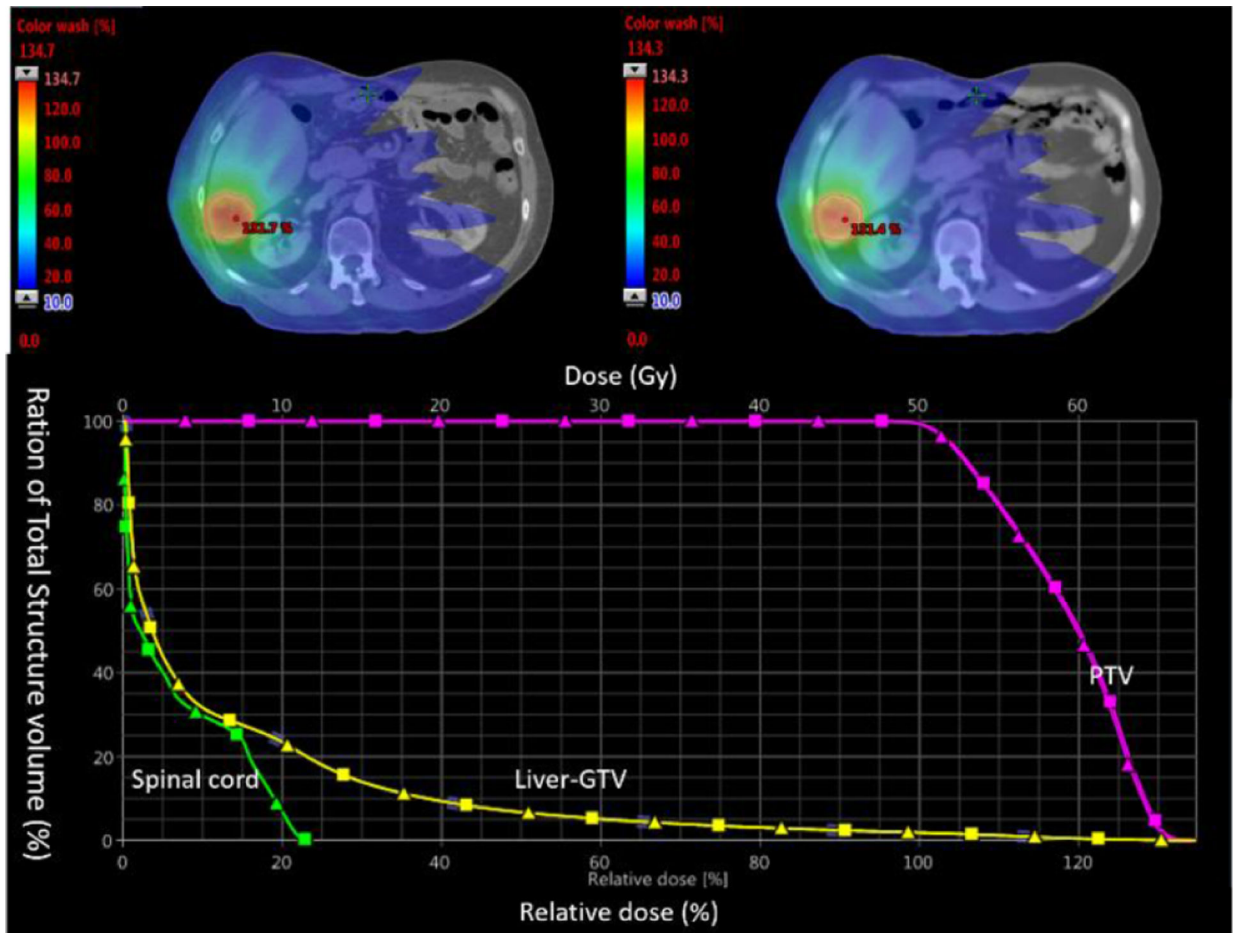 Color wash [%]
134.7
134.7
120.0
100.0
80.0
60.0
40.0
20.0
10.0
0.0
131.7 %
Color wash [%]
134.3
134.3
120.0
100.0
80.0
60.0
40.0
20.0
10.0
0.0
131.4 %
Dose (Gy)
0 10 20 30 40 50 60
Ration of Total Structure volume (%)
100
80
60
40
20
0
PTV
Spinal cord
Liver-GTV
0 20 40 60 80 100 120
Relative dose [%]
Relative dose (%)